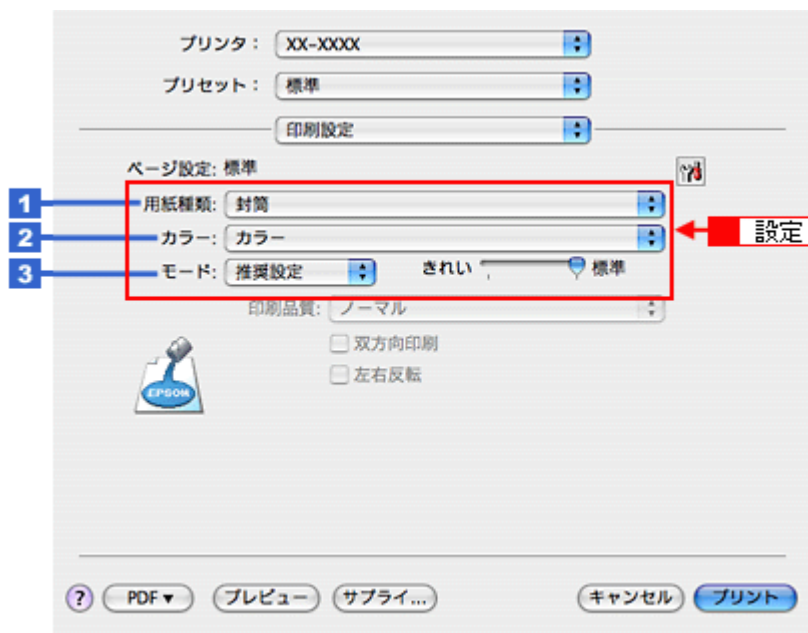 プリンタ： XX-XXXX
プリセット： 標準
印刷設定
ページ設定: 標準
1 用紙種類: 封筒
2 カラー: カラー
設定
3 モード: 推奨設定 きれい 標準
印刷品質: ノーマル
双方向印刷
左右反転
EPSON
? PDF▼ プレビュー サプライ... キャンセル プリント